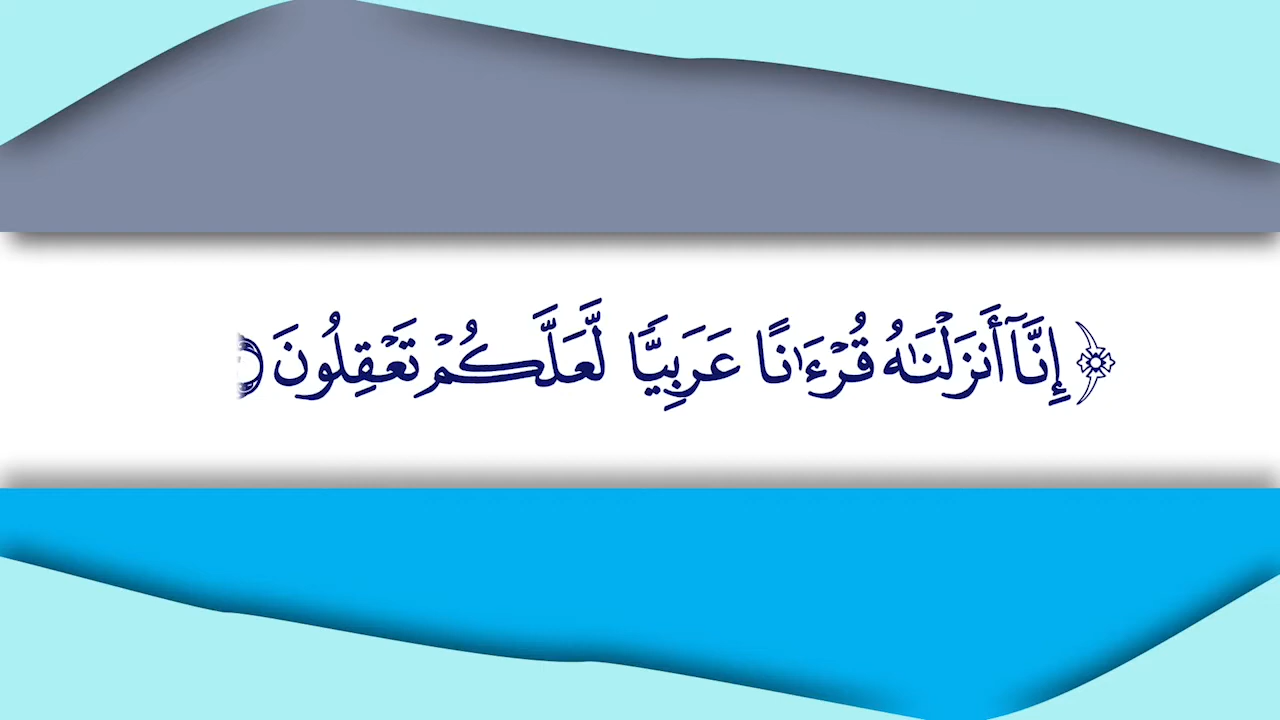 ﴿إِنَّآ أَنزَلْنَٰهُ قُرْءَٰنًا عَرَبِيًّا لَّعَلَّكُمْ تَعْقِلُونَ